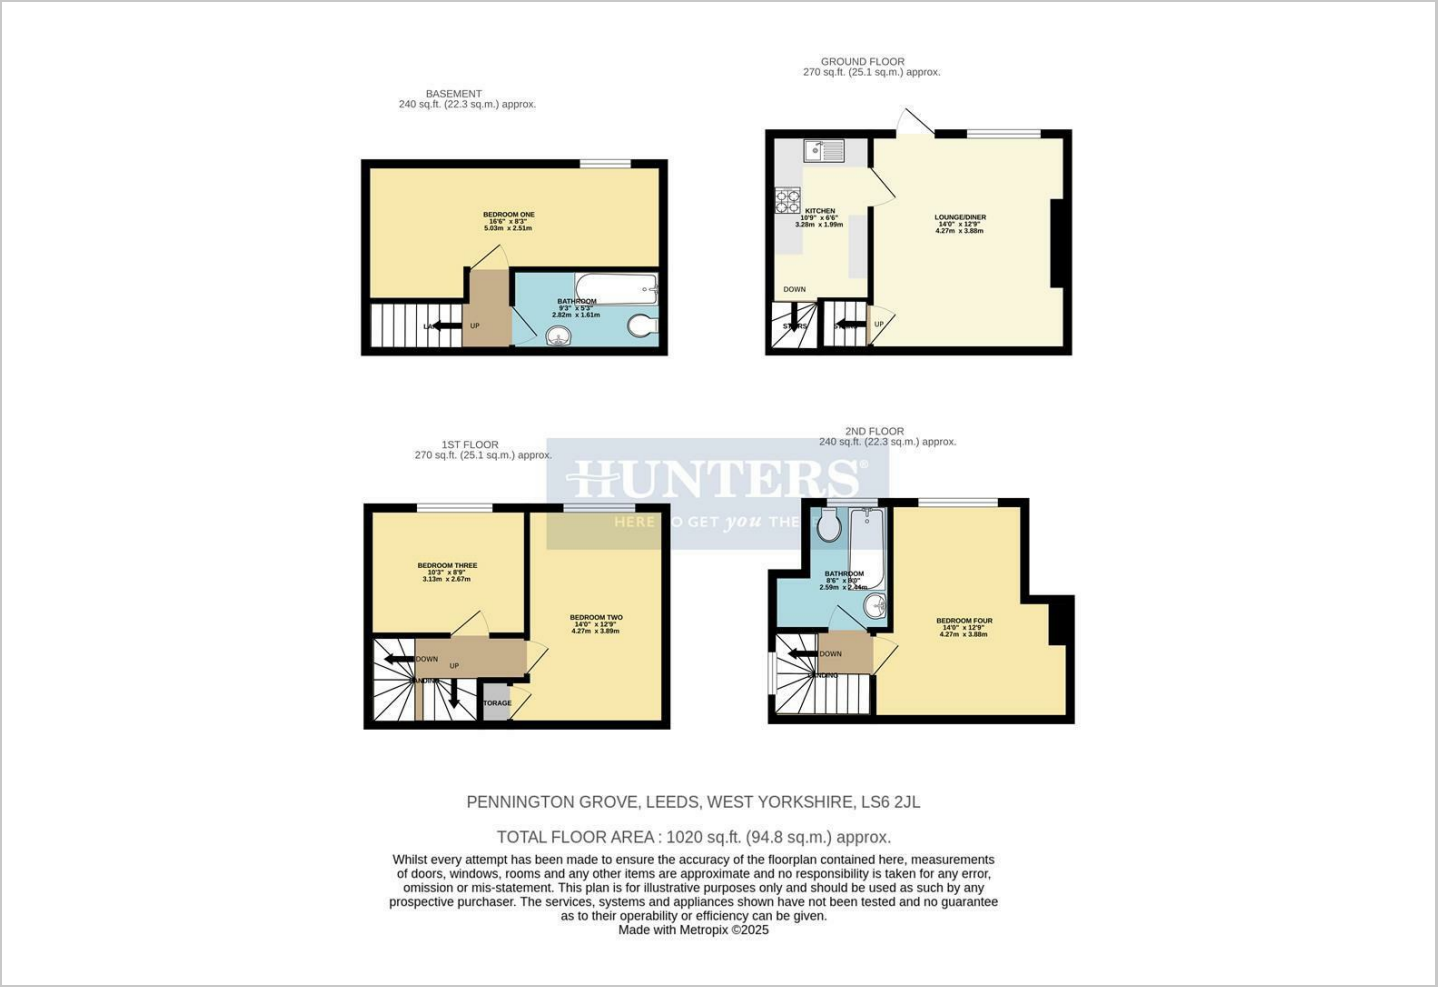 BASEMENT
240 sq.ft. (22.3 sq.m.) approx.
GROUND FLOOR
270 sq.ft. (25.1 sq.m.) approx.
BEDROOM ONE
16'6" x 8'3"
5.03m x 2.51m
BATHROOM
9'3" x 5'3"
2.82m x 1.61m
UP
KITCHEN
10'9" x 6'6"
3.28m x 1.99m
LOUNGE/DINER
14'0" x 12'9"
4.27m x 3.88m
DOWN
UP
1ST FLOOR
270 sq.ft. (25.1 sq.m.) approx.
2ND FLOOR
240 sq.ft. (22.3 sq.m.) approx.
HUNTERS®
HERE TO GET you THE
BEDROOM THREE
10'3" x 8'9"
3.13m x 2.67m
BEDROOM TWO
14'0" x 12'9"
4.27m x 3.89m
DOWN
UP
LANDING
TORAGE
BATHROOM
8'6" x 8'0"
2.59m x 2.44m
BEDROOM FOUR
14'0" x 12'9"
4.27m x 3.88m
DOWN
LANDING
PENNINGTON GROVE, LEEDS, WEST YORKSHIRE, LS6 2JL
TOTAL FLOOR AREA : 1020 sq.ft. (94.8 sq.m.) approx.
Whilst every attempt has been made to ensure the accuracy of the floorplan contained here, measurements
of doors, windows, rooms and any other items are approximate and no responsibility is taken for any error,
omission or mis-statement. This plan is for illustrative purposes only and should be used as such by any
prospective purchaser. The services, systems and appliances shown have not been tested and no guarantee
as to their operability or efficiency can be given.
Made with Metropix ©2025